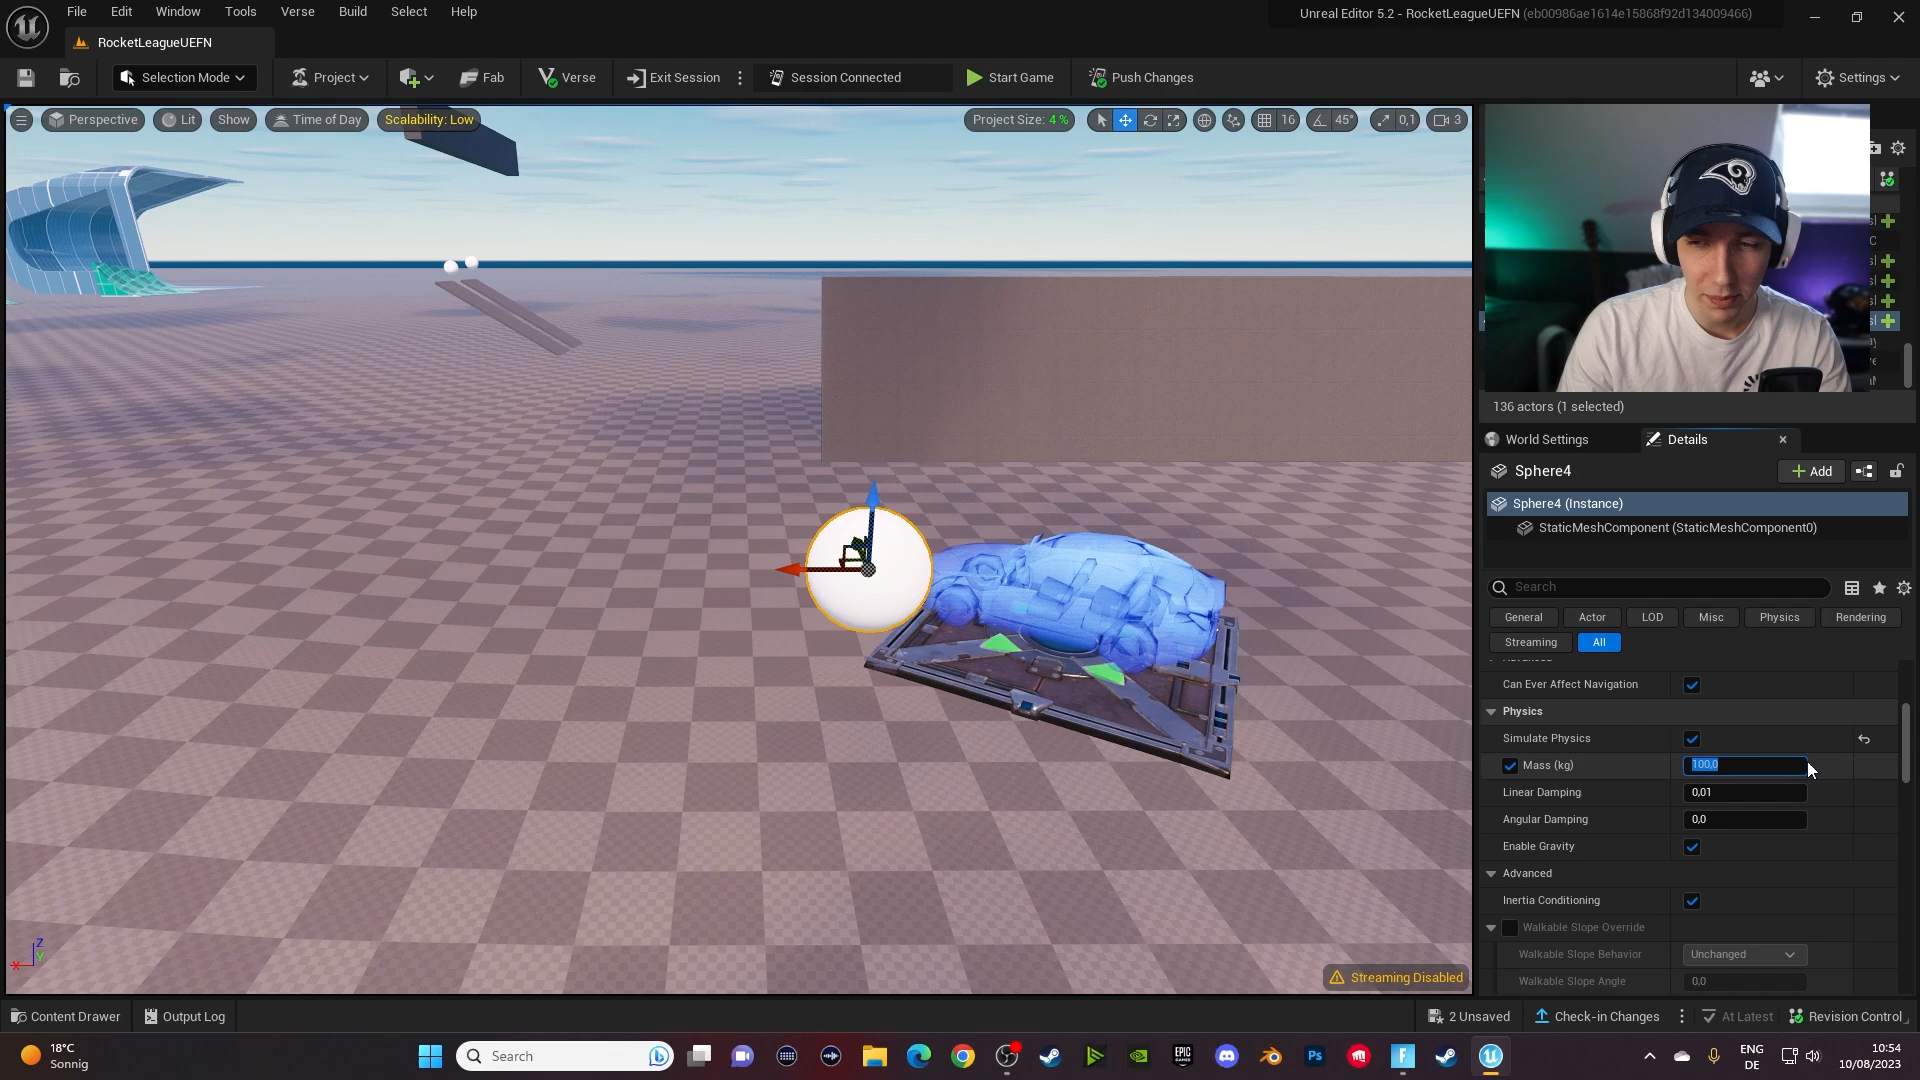 File Edit Window Tools Verse Build Select Help
Unreal Editor 5.2 - RocketLeagueUEFN (eb00986ae1614e15868f92d134009466)
RocketLeagueUEFN
Selection Mode Project Fab Verse Exit Session Session Connected Start Game Push Changes Settings
Perspective Lit Show Time of Day Scalability: Low Project Size: 4 % 16 45° 0,1 3
136 actors (1 selected)
World Settings Details
Sphere4 Add
Sphere4 (Instance)
StaticMeshComponent (StaticMeshComponent0)
Search
General Actor LOD Misc Physics Rendering
Streaming All
Can Ever Affect Navigation
Physics
Simulate Physics
Mass (kg) 100,0
Linear Damping 0,01
Angular Damping 0,0
Enable Gravity
Advanced
Inertia Conditioning
Walkable Slope Override
Walkable Slope Behavior Unchanged
Walkable Slope Angle 0,0
Z
X Y
Streaming Disabled
Content Drawer Output Log 2 Unsaved Check-in Changes At Latest Revision Control
18°C
Sonnig
Search
EPIC
GAMES
Ps
ENG
DE
10:54
10/08/2023